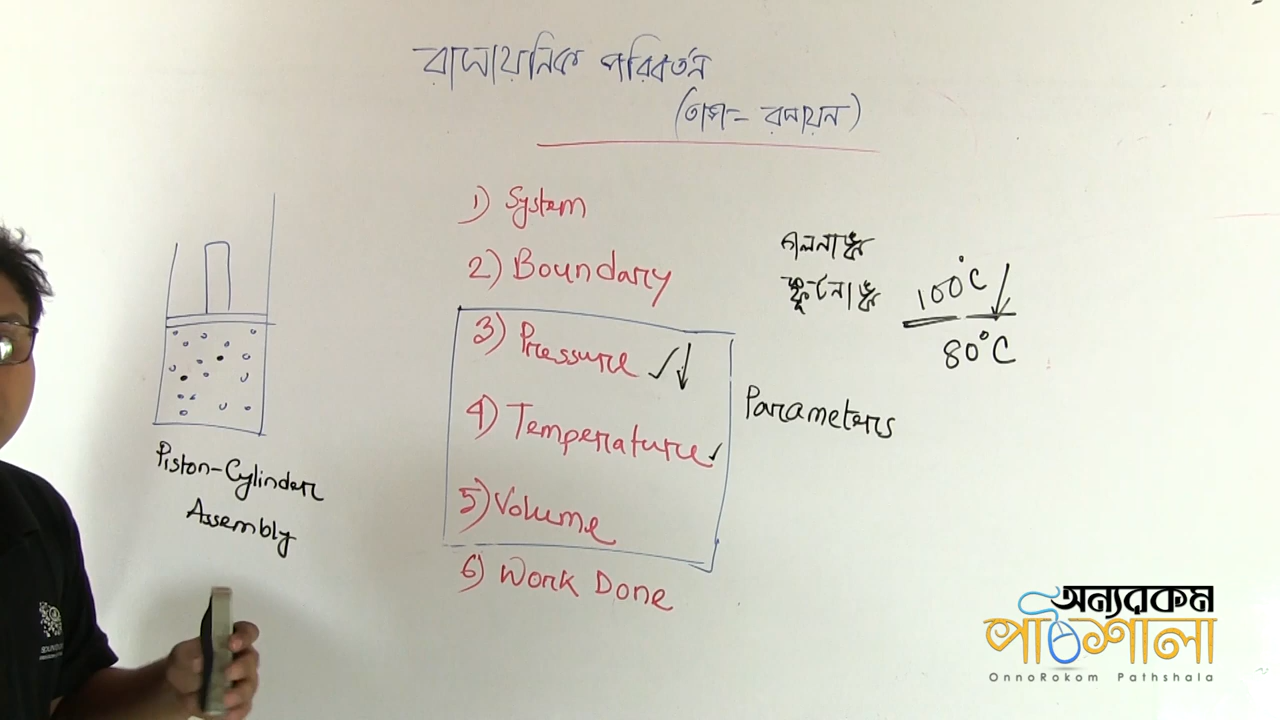 রাসায়নিক পরিবর্তন
(তাপ- রসায়ন)
1) System
2) Boundary
3) Pressure ✓↓
4) Temperature ✓
5) Volume
6) Work Done
Parameters
গলনাঙ্ক
স্ফুটনাঙ্ক
100°C ↓
80°C
Piston-Cylinder
Assembly
অন্যরকম
পাঠশালা
OnnoRokom Pathshala